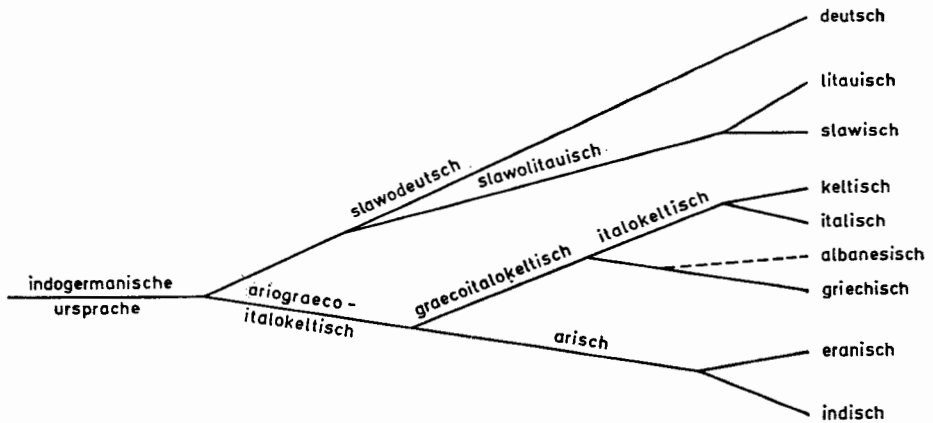 deutsch
litauisch
slawisch
slawodeutsch
slawolitauisch
keltisch
italisch
italokeltisch
albanesisch
graecoitalokeltisch
griechisch
indogermanische
ursprache
ariograeco-
italokeltisch
arisch
eranisch
indisch